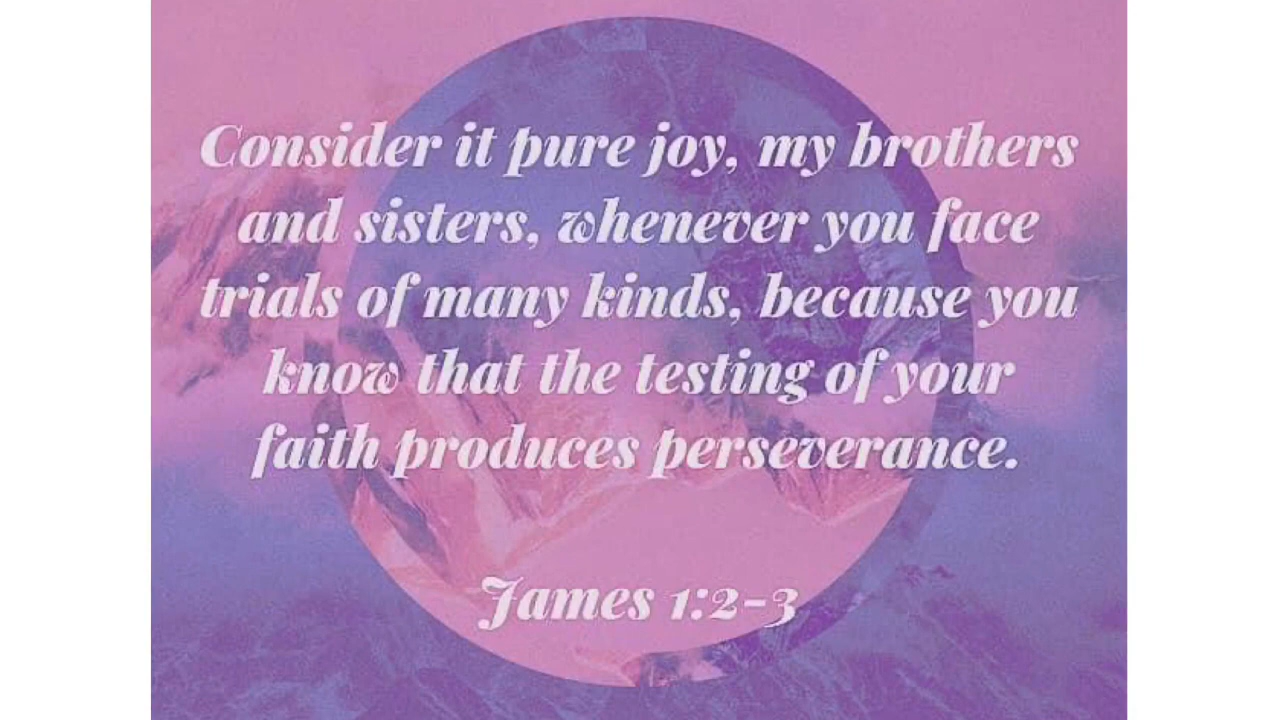 Consider it pure joy, my brothers
and sisters, whenever you face
trials of many kinds, because you
know that the testing of your
faith produces perseverance.
James 1:2-3